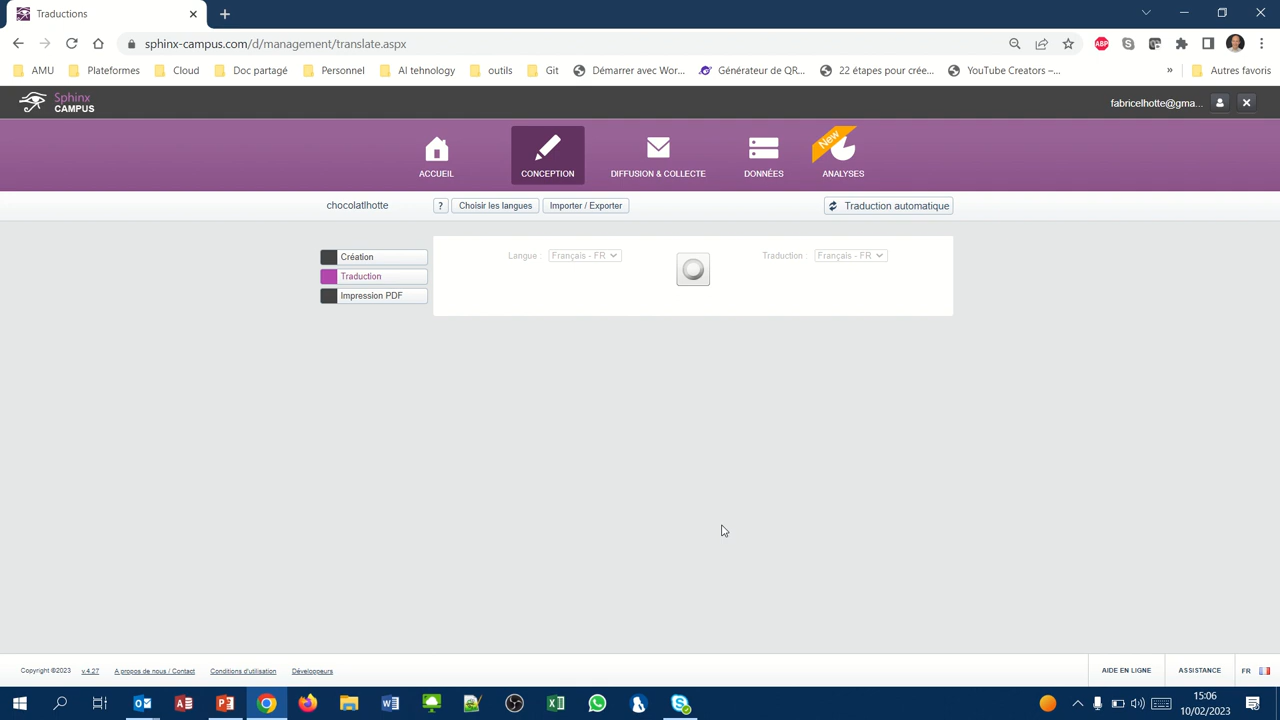 Traductions
sphinx-campus.com/d/management/translate.aspx
ABP
AMU Plateformes Cloud Doc partagé Personnel AI tehnology outils Git Démarrer avec Wor... Générateur de QR... 22 étapes pour crée... YouTube Creators –... » Autres favoris
Sphinx
CAMPUS
fabricelhotte@gma...
New
ACCUEIL CONCEPTION DIFFUSION & COLLECTE DONNÉES ANALYSES
chocolatlhotte ? Choisir les langues Importer / Exporter Traduction automatique
Création
Langue : Français - FR Traduction : Français - FR
Traduction
Impression PDF
Copyright ©2023 v.4.27 A propos de nous / Contact Conditions d'utilisation Développeurs AIDE EN LIGNE ASSISTANCE FR
15:06
10/02/2023